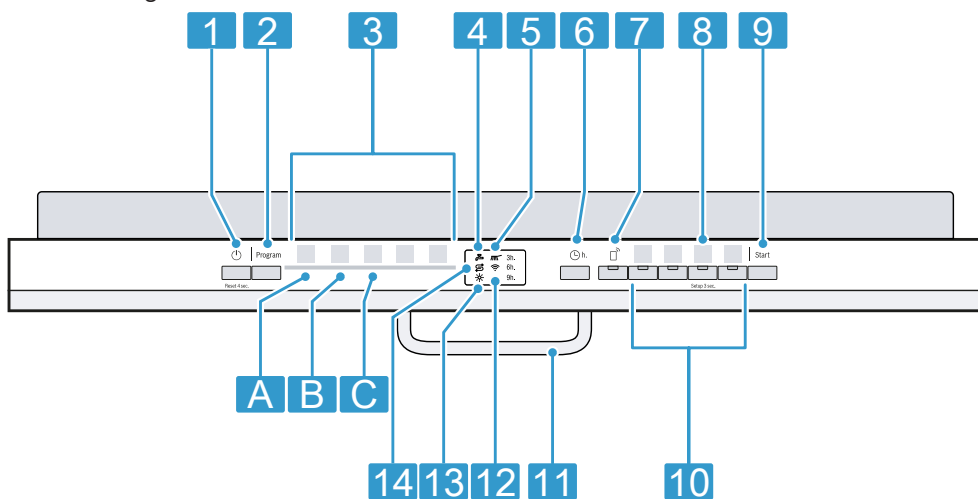 1 2 3 4 5 6 7 8 9
Program
3h.
h.
Start
6h.
9h.
Reset 4 sec.
Setup 3 sec.
A B C
14 13 12 11 10